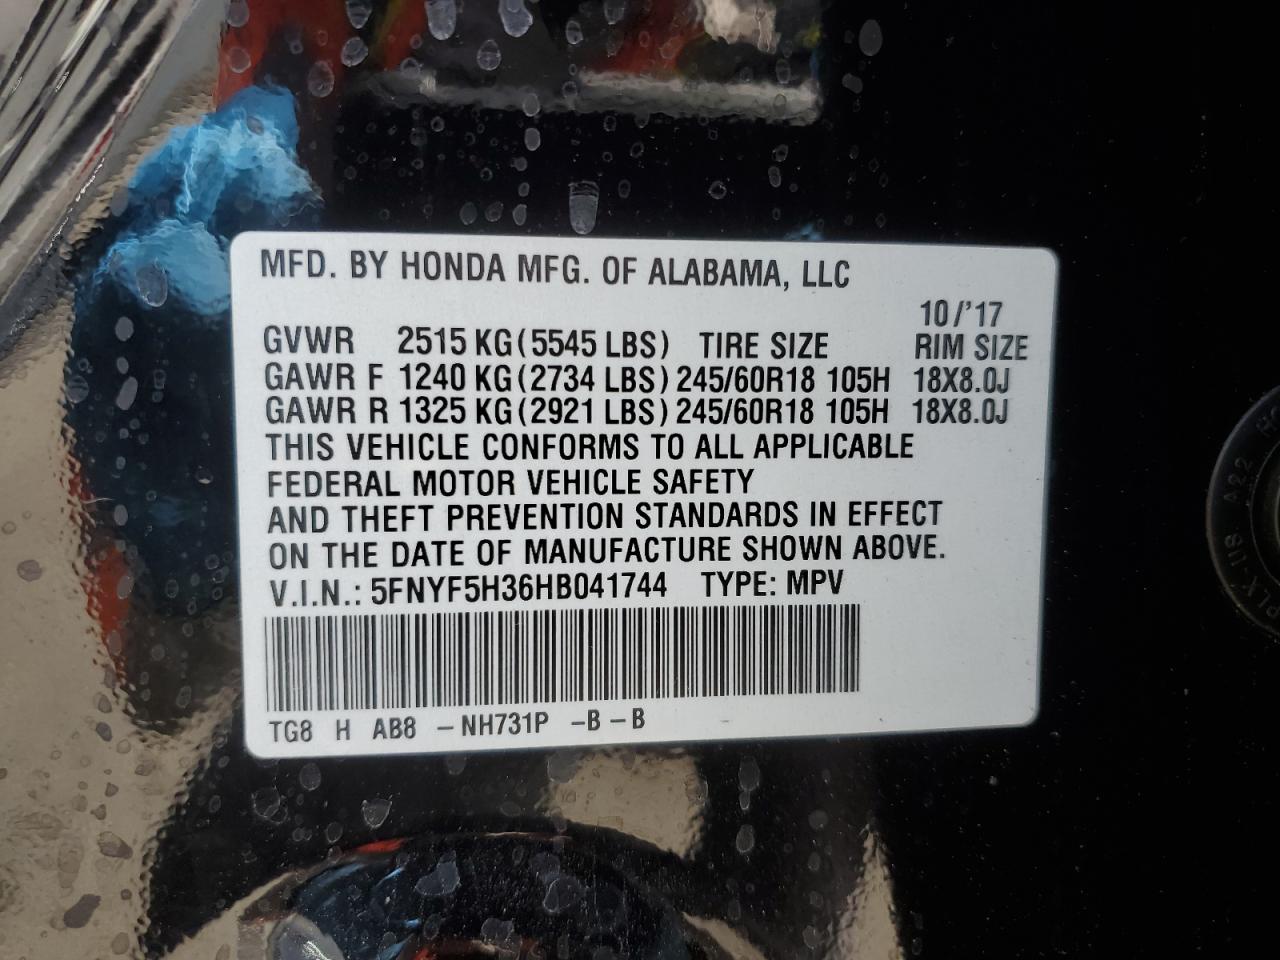 MFD. BY HONDA MFG. OF ALABAMA, LLC
10/'17
GVWR 2515 KG (5545 LBS) TIRE SIZE RIM SIZE
GAWR F 1240 KG (2734 LBS) 245/60R18 105H 18X8.0J
GAWR R 1325 KG (2921 LBS) 245/60R18 105H 18X8.0J
THIS VEHICLE CONFORMS TO ALL APPLICABLE
FEDERAL MOTOR VEHICLE SAFETY
AND THEFT PREVENTION STANDARDS IN EFFECT
ON THE DATE OF MANUFACTURE SHOWN ABOVE.
V.I.N.: 5FNYF5H36HB041744 TYPE: MPV
TG8 H AB8 -NH731P -B-B -
A22